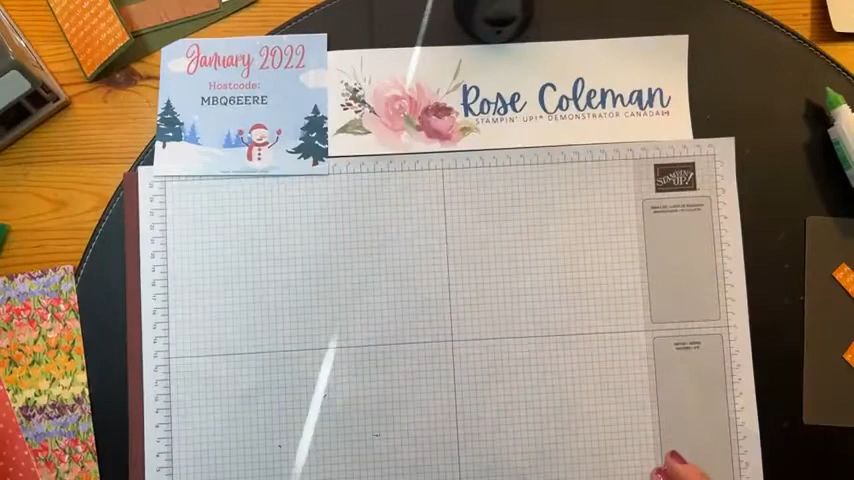 January 2022
Hostcode:
MBQ6EERE
Rose Coleman
STAMPIN' UP!® DEMONSTRATOR CANADA
STAMPIN' UP!